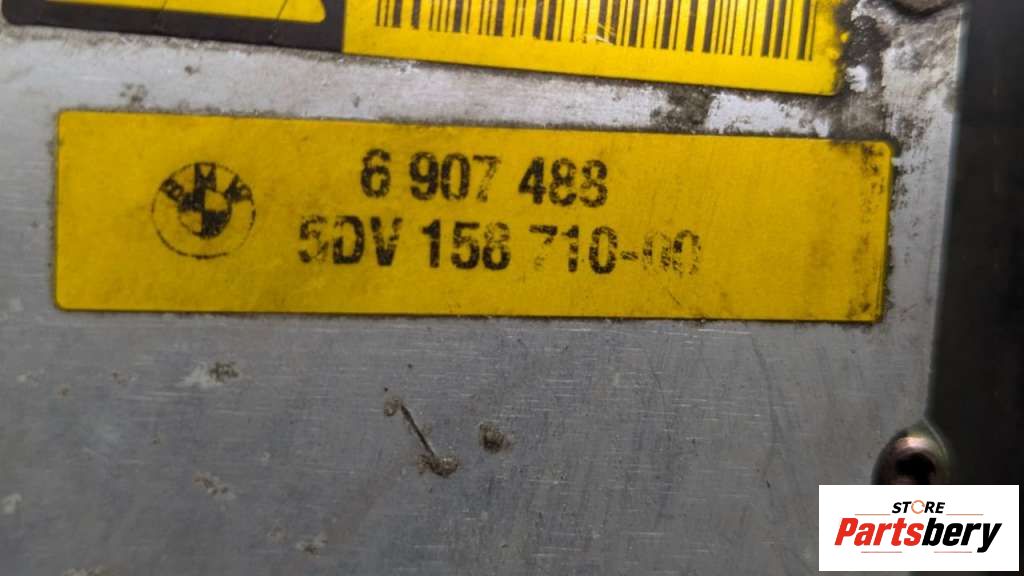 BMW
6 907 488
5DV 158 710-00
STORE
Partsbery